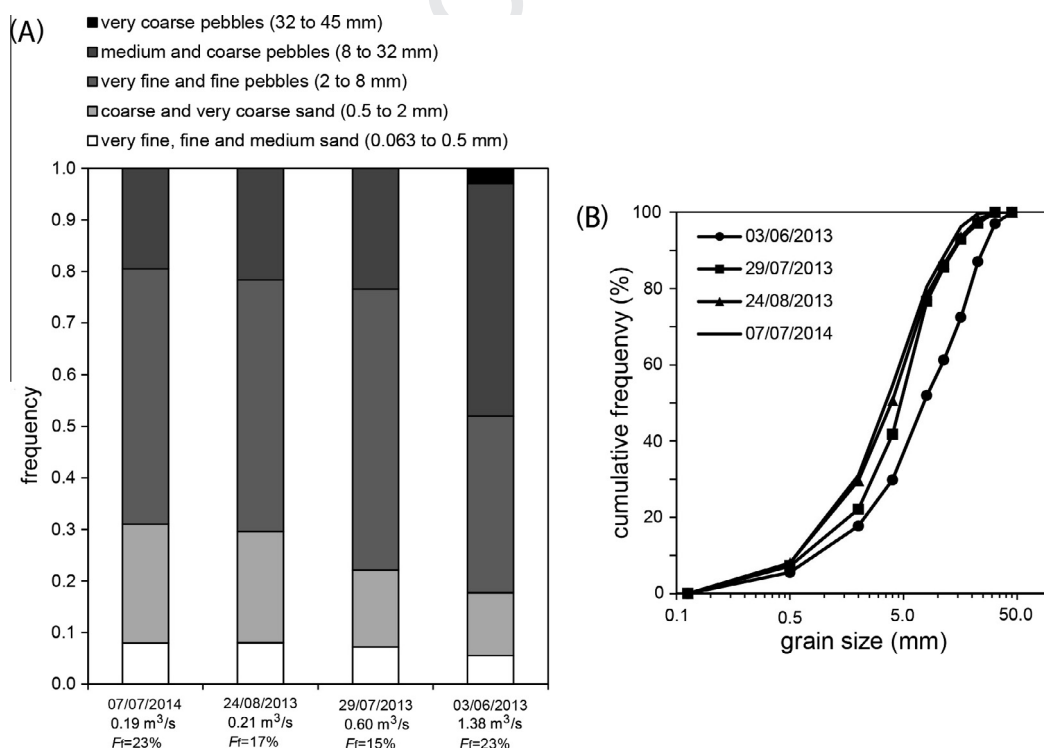 (A)
very coarse pebbles (32 to 45 mm)
medium and coarse pebbles (8 to 32 mm)
very fine and fine pebbles (2 to 8 mm)
coarse and very coarse sand (0.5 to 2 mm)
very fine, fine and medium sand (0.063 to 0.5 mm)
frequency
1.0
0.9
0.8
0.7
0.6
0.5
0.4
0.3
0.2
0.1
0.0
07/07/2014
0.19 m³/s
Ff=23%
24/08/2013
0.21 m³/s
Ff=17%
29/07/2013
0.60 m³/s
Ff=15%
03/06/2013
1.38 m³/s
Ff=23%
(B)
03/06/2013
29/07/2013
24/08/2013
07/07/2014
cumulative frequenvy (%)
100
80
60
40
20
0
0.1
0.5
5.0
50.0
grain size (mm)